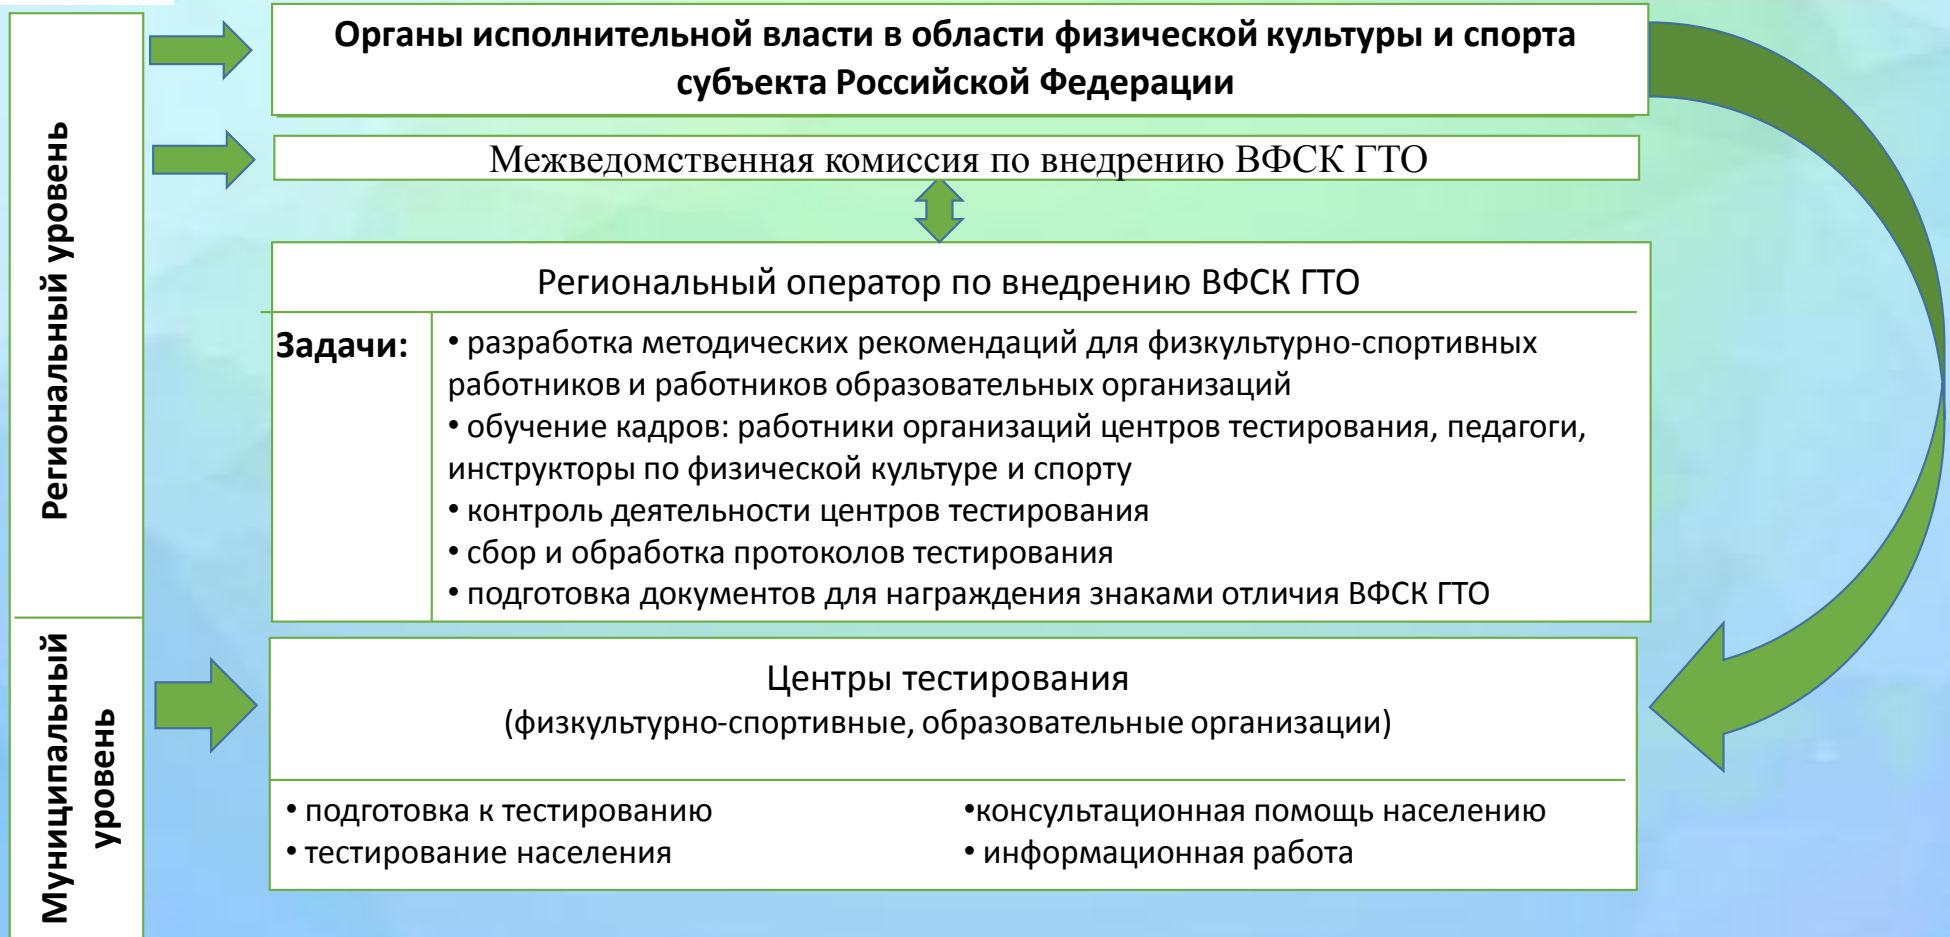 Органы исполнительной власти в области физической культуры и спорта
субъекта Российской Федерации
Региональный уровень
Межведомственная комиссия по внедрению ВФСК ГТО
Региональный оператор по внедрению ВФСК ГТО
Задачи:
• разработка методических рекомендаций для физкультурно-спортивных
работников и работников образовательных организаций
• обучение кадров: работники организаций центров тестирования, педагоги,
инструкторы по физической культуре и спорту
• контроль деятельности центров тестирования
• сбор и обработка протоколов тестирования
• подготовка документов для награждения знаками отличия ВФСК ГТО
Муниципальный
уровень
Центры тестирования
(физкультурно-спортивные, образовательные организации)
• подготовка к тестированию
• тестирование населения
•консультационная помощь населению
• информационная работа